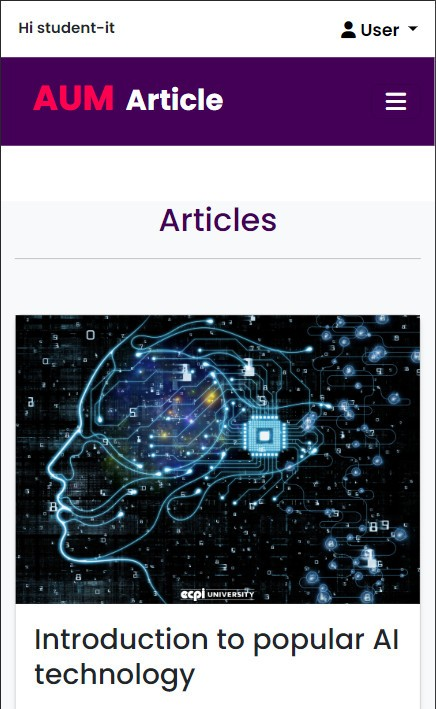 Hi student-it
User
AUM Article
Articles
ecpi UNIVERSITY
Introduction to popular AI
technology